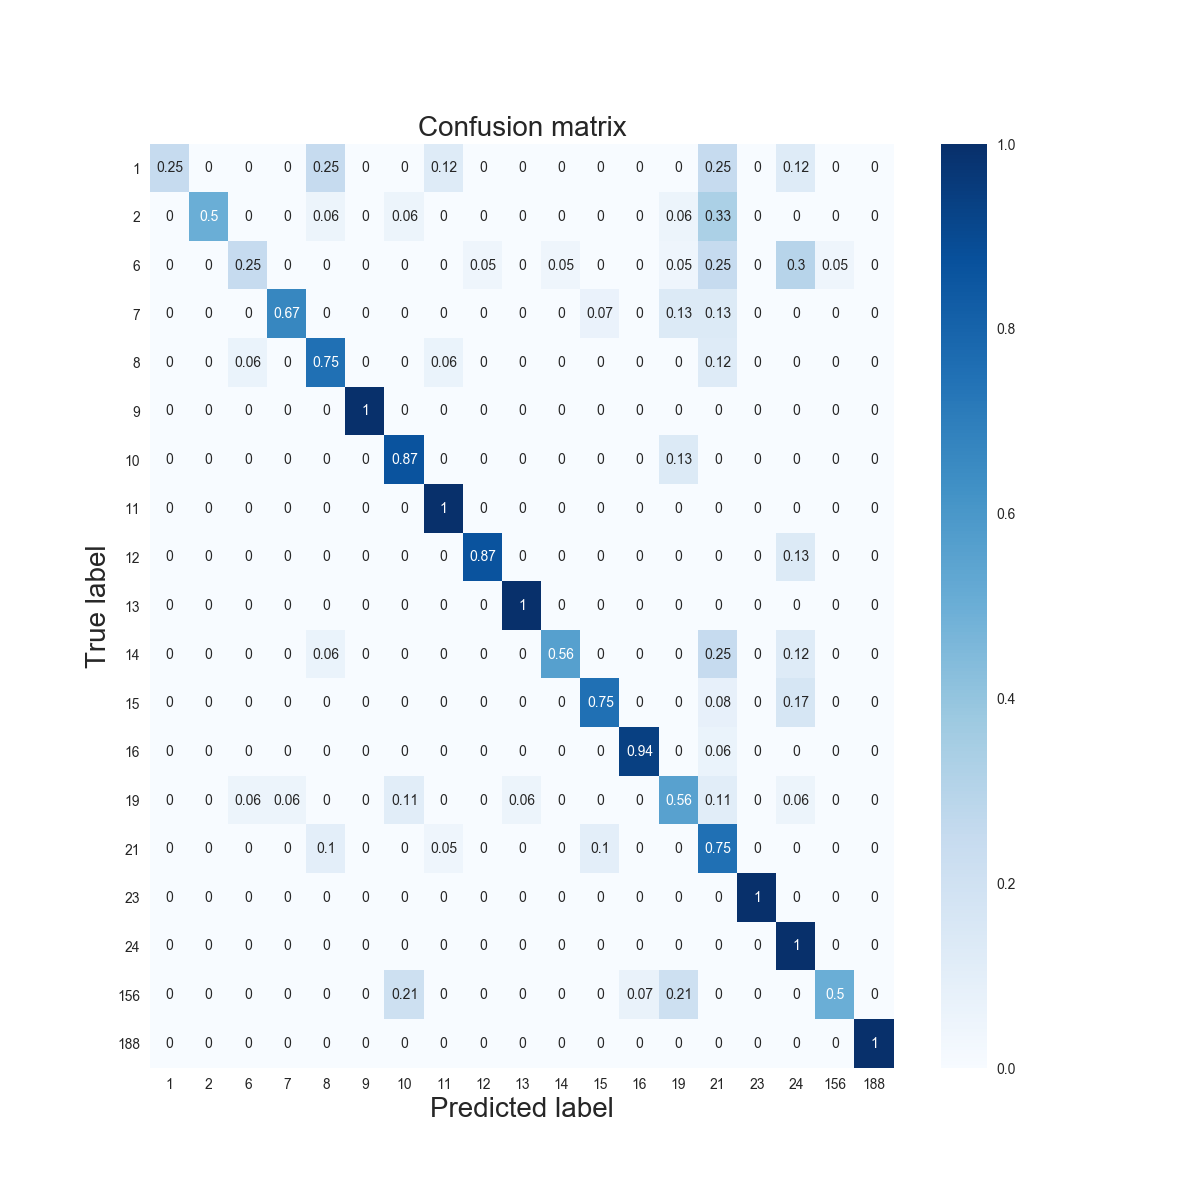 Confusion matrix
1 0.25 0 0 0 0.25 0 0 0.12 0 0 0 0 0 0 0.25 0 0.12 0 0 1.0
2 0 0.5 0 0 0.06 0 0.06 0 0 0 0 0 0 0.06 0.33 0 0 0 0
6 0 0 0.25 0 0 0 0 0 0.05 0 0.05 0 0 0.05 0.25 0 0.3 0.05 0
7 0 0 0 0.67 0 0 0 0 0 0 0 0.07 0 0.13 0.13 0 0 0 0
0.8
8 0 0 0.06 0 0.75 0 0 0.06 0 0 0 0 0 0 0.12 0 0 0 0
9 0 0 0 0 0 1 0 0 0 0 0 0 0 0 0 0 0 0 0
10 0 0 0 0 0 0 0.87 0 0 0 0 0 0 0.13 0 0 0 0 0
11 0 0 0 0 0 0 0 1 0 0 0 0 0 0 0 0 0 0 0
0.6
12 0 0 0 0 0 0 0 0 0.87 0 0 0 0 0 0 0 0.13 0 0
13 0 0 0 0 0 0 0 0 0 1 0 0 0 0 0 0 0 0 0
True label
14 0 0 0 0 0.06 0 0 0 0 0 0.56 0 0 0 0.25 0 0.12 0 0
15 0 0 0 0 0 0 0 0 0 0 0 0.75 0 0 0.08 0 0.17 0 0
0.4
16 0 0 0 0 0 0 0 0 0 0 0 0 0.94 0 0.06 0 0 0 0
19 0 0 0.06 0.06 0 0 0.11 0 0 0.06 0 0 0 0.56 0.11 0 0.06 0 0
21 0 0 0 0 0.1 0 0 0.05 0 0 0 0.1 0 0 0.75 0 0 0 0
0.2
23 0 0 0 0 0 0 0 0 0 0 0 0 0 0 0 1 0 0 0
24 0 0 0 0 0 0 0 0 0 0 0 0 0 0 0 0 1 0 0
156 0 0 0 0 0 0 0.21 0 0 0 0 0 0.07 0.21 0 0 0 0.5 0
188 0 0 0 0 0 0 0 0 0 0 0 0 0 0 0 0 0 0 1
0.0
1 2 6 7 8 9 10 11 12 13 14 15 16 19 21 23 24 156 188
Predicted label